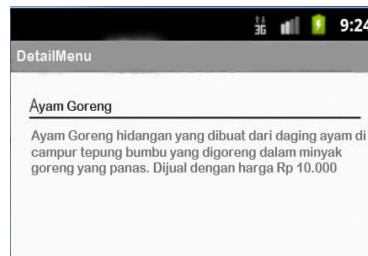 3G 9:24
DetailMenu
Ayam Goreng
Ayam Goreng hidangan yang dibuat dari daging ayam di
campur tepung bumbu yang digoreng dalam minyak
goreng yang panas. Dijual dengan harga Rp 10.000